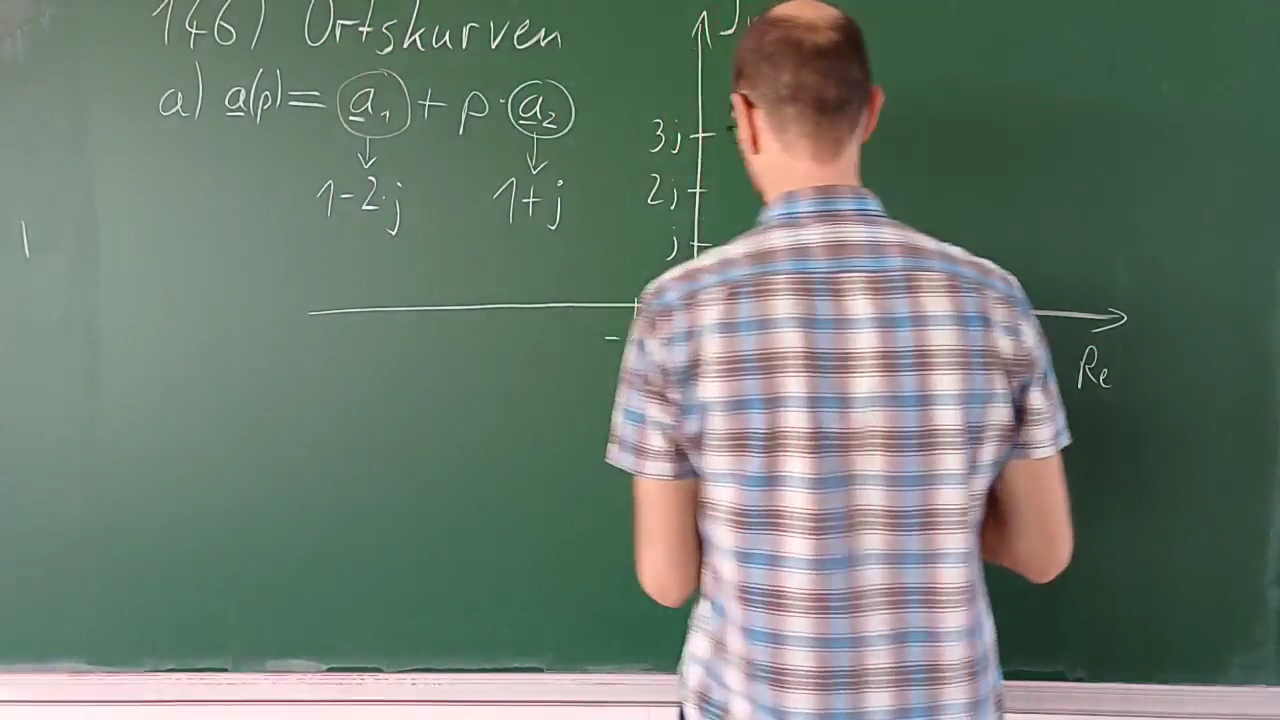 146) Ortskurven
a) a(p) = a₁ + p · a₂
1-2·j 1+j
3j
2j
j
Re